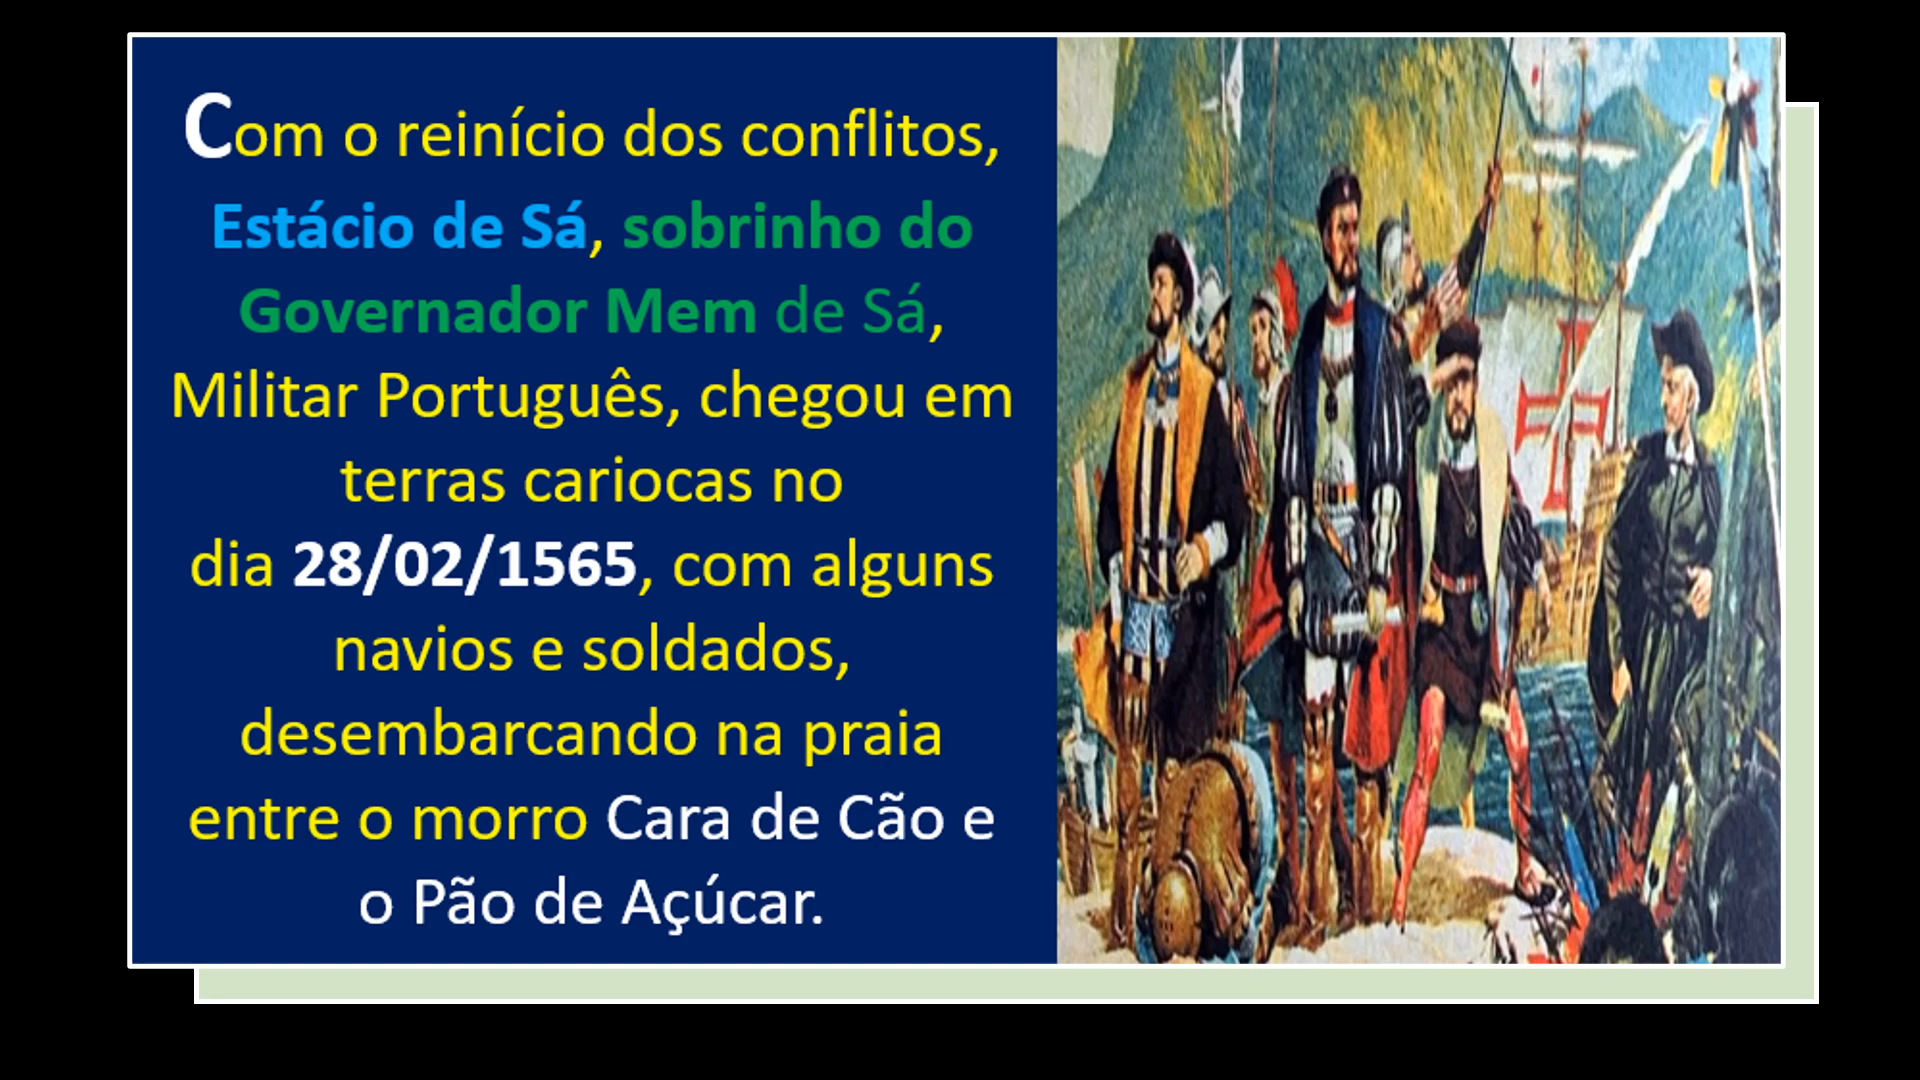 Com o reinício dos conflitos,
Estácio de Sá, sobrinho do
Governador Mem de Sá,
Militar Português, chegou em
terras cariocas no
dia 28/02/1565, com alguns
navios e soldados,
desembarcando na praia
entre o morro Cara de Cão e
o Pão de Açúcar.